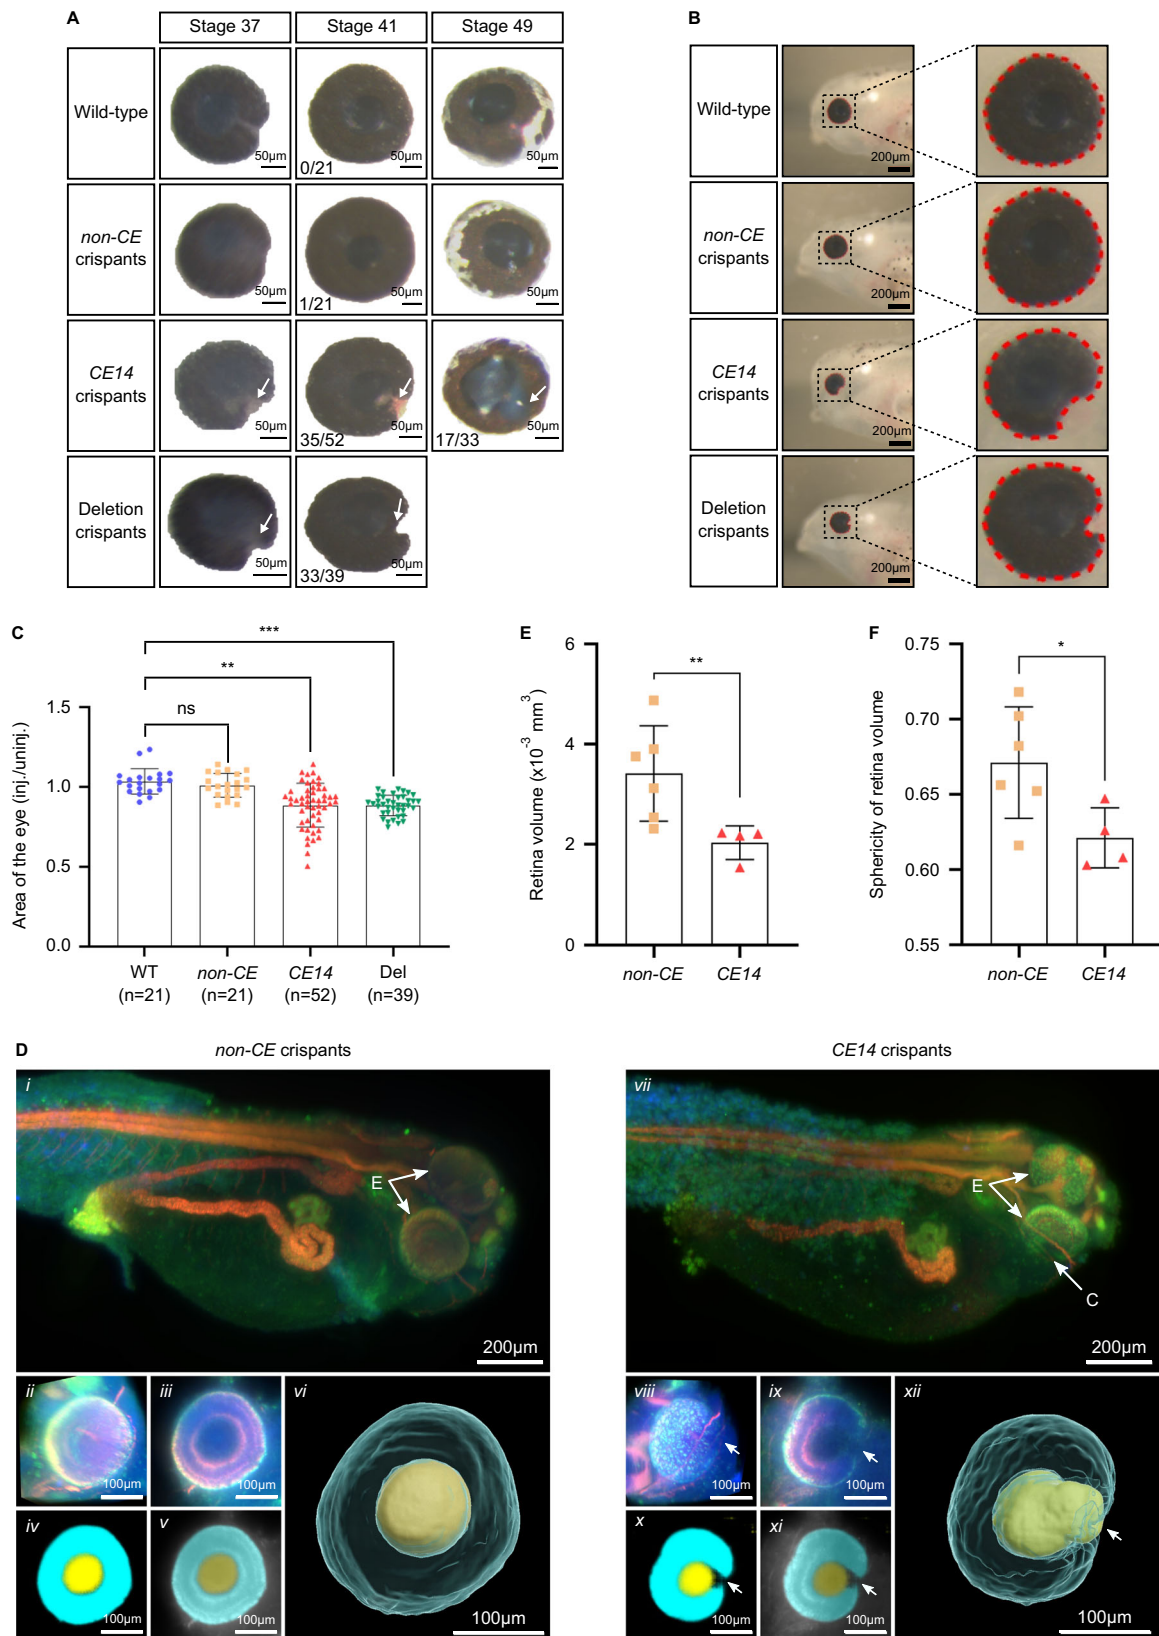 A
Stage 37
Stage 41
Stage 49
Wild-type
50µm
0/21
50µm
50µm
non-CE
crispants
50µm
1/21
50µm
50µm
CE14
crispants
50µm
35/52
50µm
17/33
50µm
Deletion
crispants
50µm
33/39
50µm
B
Wild-type
200µm
non-CE
crispants
200µm
CE14
crispants
200µm
Deletion
crispants
200µm
C
***
**
ns
Area of the eye (inj./uninj.)
1.5
1.0
0.5
0.0
WT
(n=21)
non-CE
(n=21)
CE14
(n=52)
Del
(n=39)
E
**
Retina volume (x10⁻³ mm³)
6
4
2
0
non-CE
CE14
F
*
Sphericity of retina volume
0.75
0.70
0.65
0.60
0.55
non-CE
CE14
D
non-CE crispants
i
E
200µm
ii
100µm
iii
100µm
iv
100µm
v
100µm
vi
100µm
CE14 crispants
vii
E
C
200µm
viii
100µm
ix
100µm
x
100µm
xi
100µm
xii
100µm